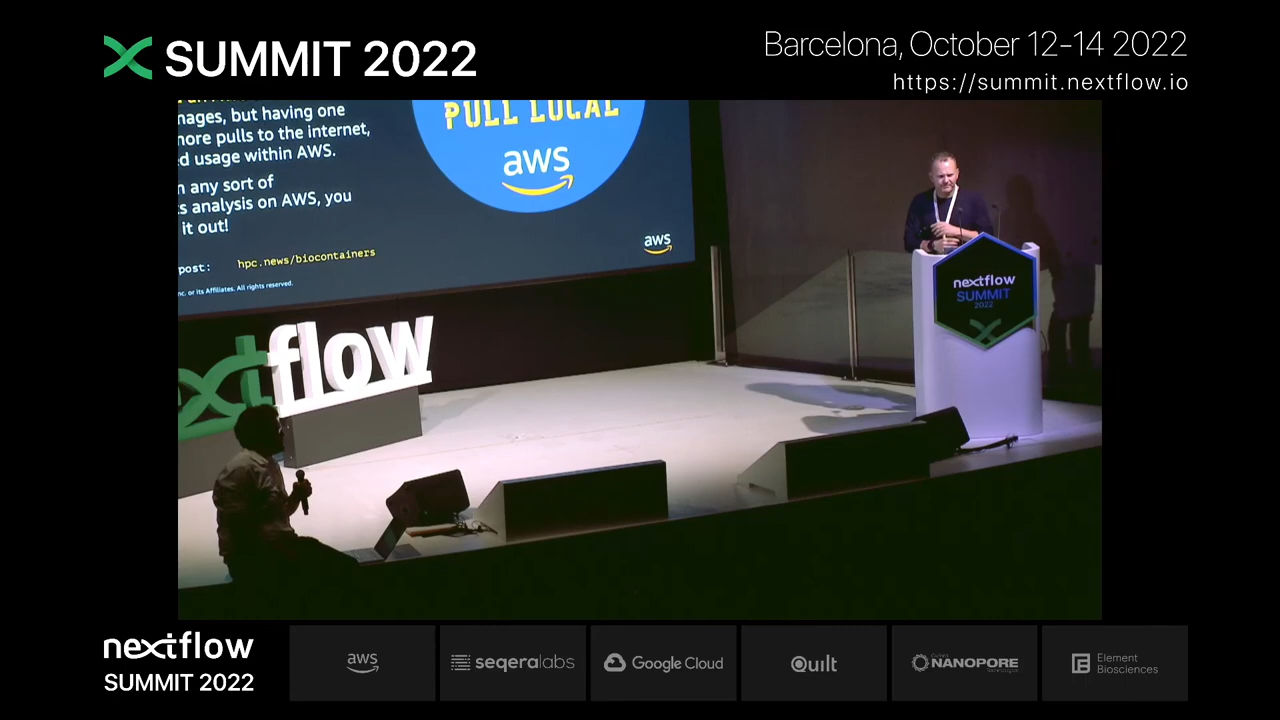 SUMMIT 2022
Barcelona, October 12-14 2022
https://summit.nextflow.io
nages, but having one
nore pulls to the internet,
d usage within AWS.
n any sort of
s analysis on AWS, you
it out!
post: hpc.news/biocontainers
nc. or its Affiliates. All rights reserved.
PULL LOCAL
aws
aws
nextflow
SUMMIT
2022
xtflow
nextflow
SUMMIT 2022
aws
seqeralabs
Google Cloud
Quilt
NANOPORE
Element
Biosciences